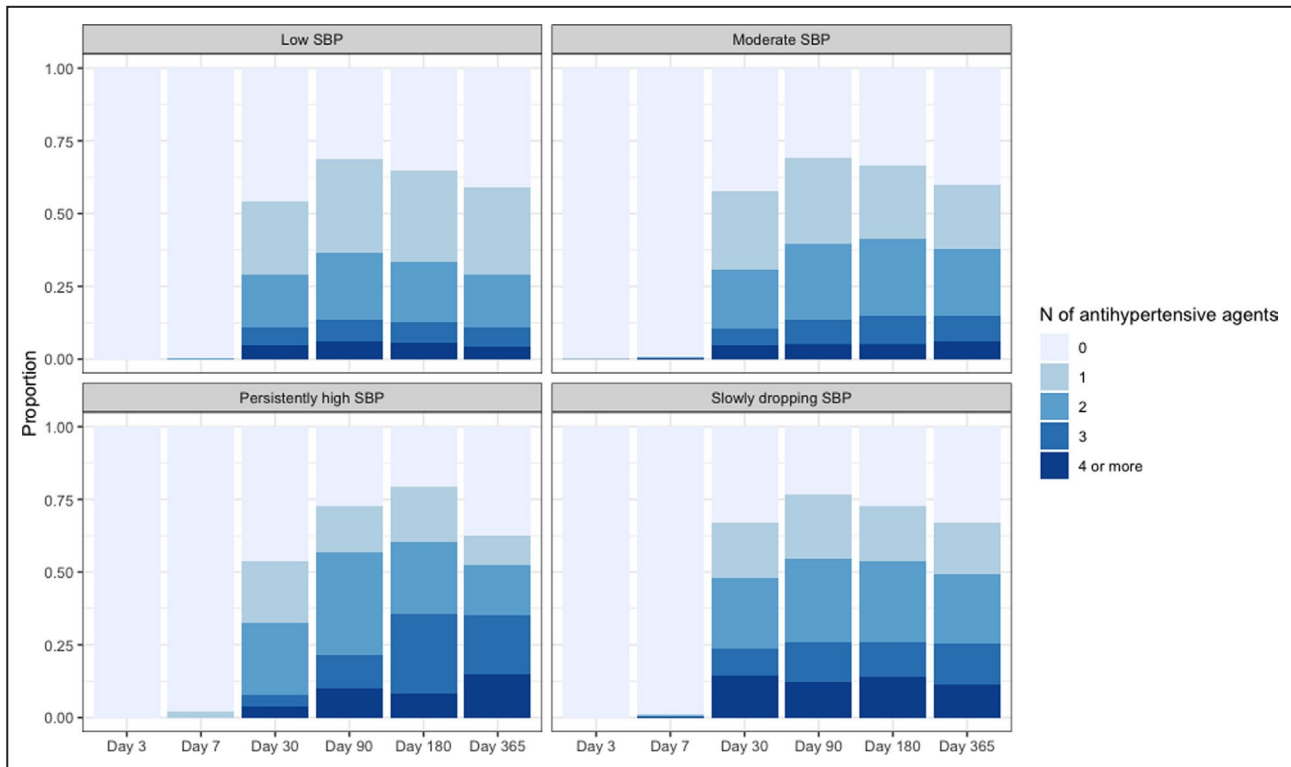 Low SBP
Moderate SBP
1.00
0.75
0.50
0.25
0.00
Persistently high SBP
Slowly dropping SBP
1.00
0.75
0.50
0.25
0.00
Proportion
Day 3 Day 7 Day 30 Day 90 Day 180 Day 365
Day 3 Day 7 Day 30 Day 90 Day 180 Day 365
N of antihypertensive agents
0
1
2
3
4 or more